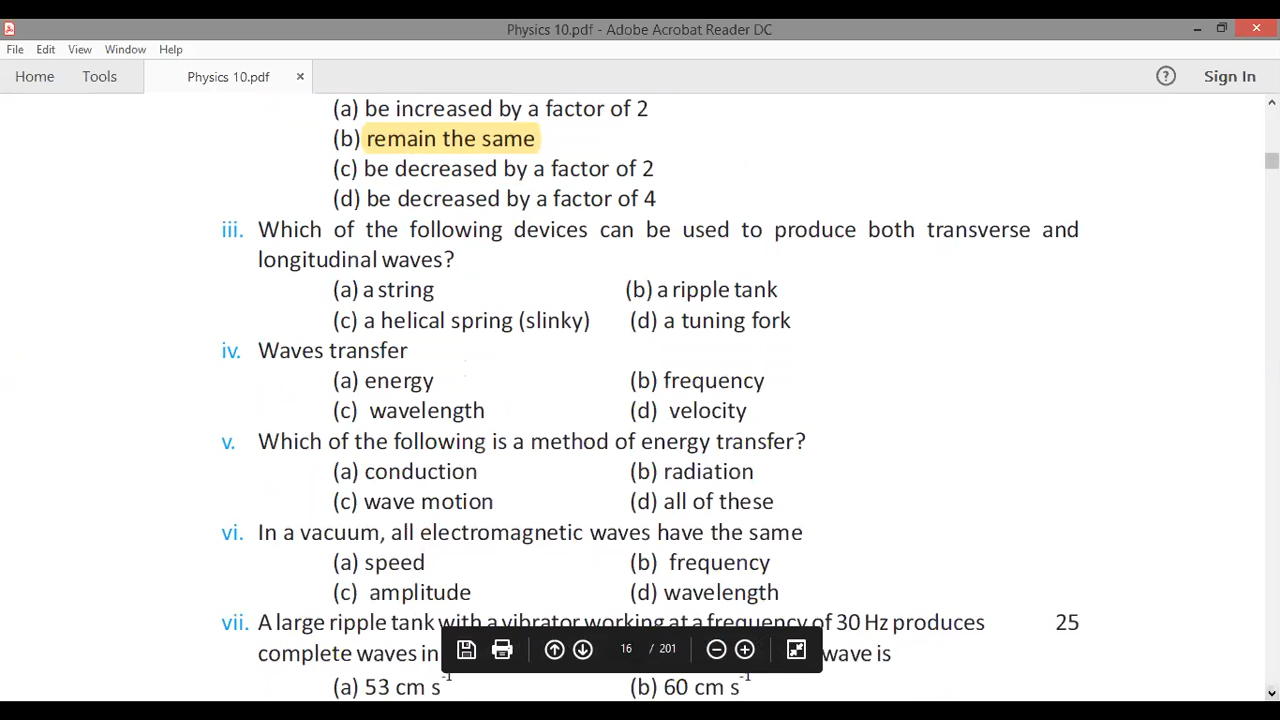 Physics 10.pdf - Adobe Acrobat Reader DC
File Edit View Window Help
Home Tools Physics 10.pdf × ? Sign In
(a) be increased by a factor of 2
(b) remain the same
(c) be decreased by a factor of 2
(d) be decreased by a factor of 4
iii. Which of the following devices can be used to produce both transverse and
longitudinal waves?
(a) a string (b) a ripple tank
(c) a helical spring (slinky) (d) a tuning fork
iv. Waves transfer
(a) energy (b) frequency
(c) wavelength (d) velocity
v. Which of the following is a method of energy transfer?
(a) conduction (b) radiation
(c) wave motion (d) all of these
vi. In a vacuum, all electromagnetic waves have the same
(a) speed (b) frequency
(c) amplitude (d) wavelength
vii. A large ripple tank with a vibrator working at a frequency of 30 Hz produces 25
complete waves in wave is
16 / 201
(a) 53 cm s⁻¹ (b) 60 cm s⁻¹